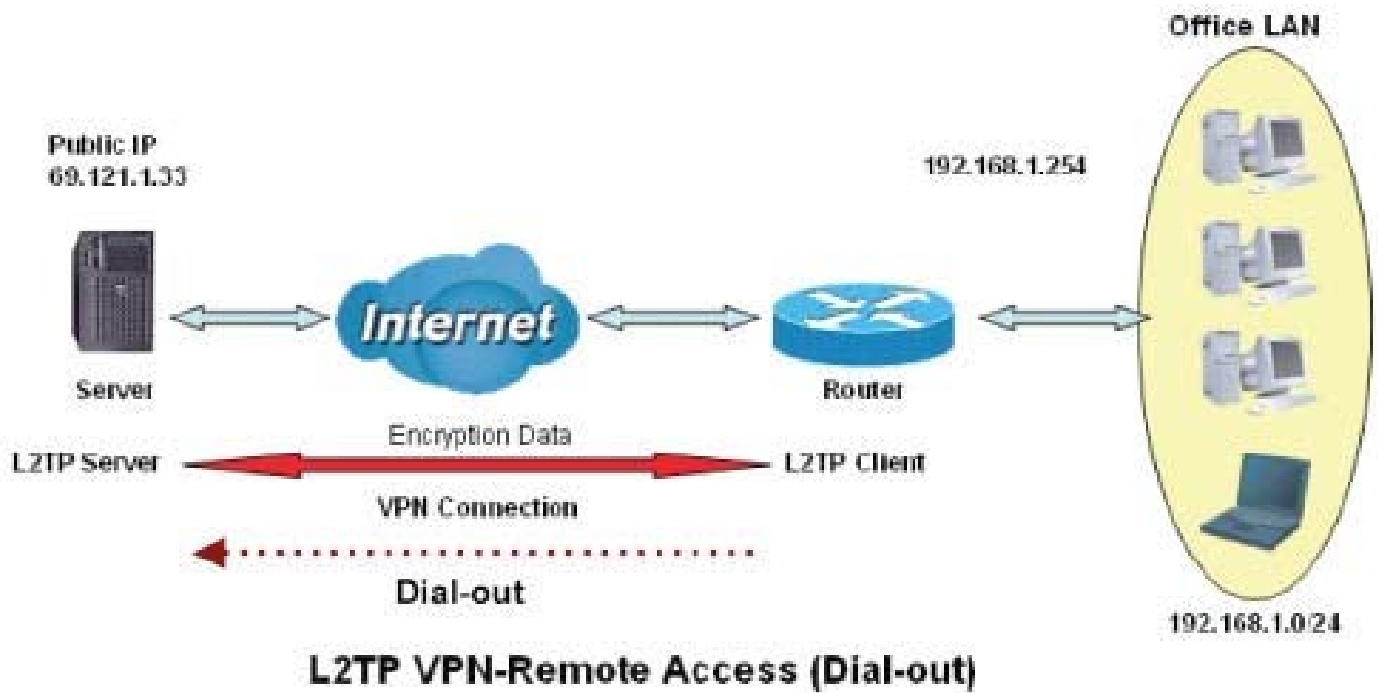 Office LAN
Public IP
69.121.1.33
192.168.1.254
Internet
Server
Router
Encryption Data
L2TP Server
L2TP Client
VPN Connection
Dial-out
192.168.1.0/24
L2TP VPN-Remote Access (Dial-out)